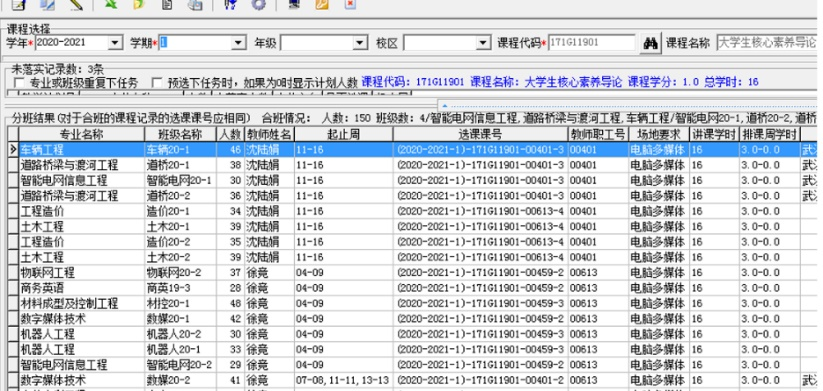 课程选择
学年*2020-2021 学期*1 年级 校区 课程代码*171G11901 课程名称 大学生核心素养导论
未落实记录数: 3条
专业或班级重复下任务 预选下任务时,如果为0时显示计划人数 课程代码: 171G11901 课程名称: 大学生核心素养导论 课程学分: 1.0 总学时: 16
分班结果(对于合班的课程记录的选课课号应相同) 合班情况: 人数: 150 班级数: 4/智能电网信息工程,道路桥梁与渡河工程,车辆工程/智能电网20-1,道桥20-2,道桥
专业名称 班级名称 人数 教师姓名 起止周 选课课号 教师职工号 场地要求 讲课学时 排课周学时
车辆工程 车辆20-1 46 沈陆娟 11-16 (2020-2021-1)-171G11901-00401-3 00401 电脑多媒体 16 3.0-0.0 武
道路桥梁与渡河工程 道桥20-1 38 沈陆娟 11-16 (2020-2021-1)-171G11901-00401-3 00401 电脑多媒体 16 3.0-0.0 武
智能电网信息工程 智能电网20-1 30 沈陆娟 11-16 (2020-2021-1)-171G11901-00401-3 00401 电脑多媒体 16 3.0-0.0 武
道路桥梁与渡河工程 道桥20-2 36 沈陆娟 11-16 (2020-2021-1)-171G11901-00401-3 00401 电脑多媒体 16 3.0-0.0 武
工程造价 造价20-1 34 沈陆娟 11-16 (2020-2021-1)-171G11901-00613-4 00401 电脑多媒体 16 3.0-0.0
土木工程 土木20-1 39 沈陆娟 11-16 (2020-2021-1)-171G11901-00613-4 00401 电脑多媒体 16 3.0-0.0
工程造价 造价20-2 35 沈陆娟 11-16 (2020-2021-1)-171G11901-00613-4 00401 电脑多媒体 16 3.0-0.0
土木工程 土木20-2 39 沈陆娟 11-16 (2020-2021-1)-171G11901-00613-4 00401 电脑多媒体 16 3.0-0.0
物联网工程 物联网20-2 37 徐竞 04-09 (2020-2021-1)-171G11901-00459-2 00613 电脑多媒体 16 3.0-0.0
商务英语 商英19-3 28 徐竞 04-09 (2020-2021-1)-171G11901-00459-2 00613 电脑多媒体 16 3.0-0.0
材料成型及控制工程 材控20-1 48 徐竞 04-09 (2020-2021-1)-171G11901-00459-2 00613 电脑多媒体 16 3.0-0.0
数字媒体技术 数媒20-1 42 徐竞 04-09 (2020-2021-1)-171G11901-00459-2 00613 电脑多媒体 16 3.0-0.0
机器人工程 机器人20-2 30 徐竞 04-09 (2020-2021-1)-171G11901-00459-3 00613 电脑多媒体 16 3.0-0.0
机器人工程 机器人20-1 33 徐竞 04-09 (2020-2021-1)-171G11901-00459-3 00613 电脑多媒体 16 3.0-0.0
智能电网信息工程 智能电网20-2 29 徐竞 04-09 (2020-2021-1)-171G11901-00459-3 00613 电脑多媒体 16 3.0-0.0
数字媒体技术 数媒20-2 41 徐竞 07-08,11-11,13-13 (2020-2021-1)-171G11901-00401-2 00613 电脑多媒体 16 3.0-0.0 武